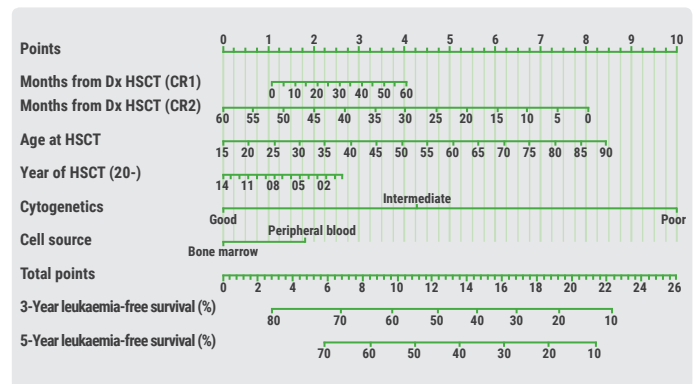 Points
0 1 2 3 4 5 6 7 8 9 10
Months from Dx HSCT (CR1)
0 10 20 30 40 50 60
Months from Dx HSCT (CR2)
60 55 50 45 40 35 30 25 20 15 10 5 0
Age at HSCT
15 20 25 30 35 40 45 50 55 60 65 70 75 80 85 90
Year of HSCT (20-)
14 11 08 05 02
Cytogenetics
Intermediate
Good Poor
Cell source
Peripheral blood
Bone marrow
Total points
0 2 4 6 8 10 12 14 16 18 20 22 24 26
3-Year leukaemia-free survival (%)
80 70 60 50 40 30 20 10
5-Year leukaemia-free survival (%)
70 60 50 40 30 20 10